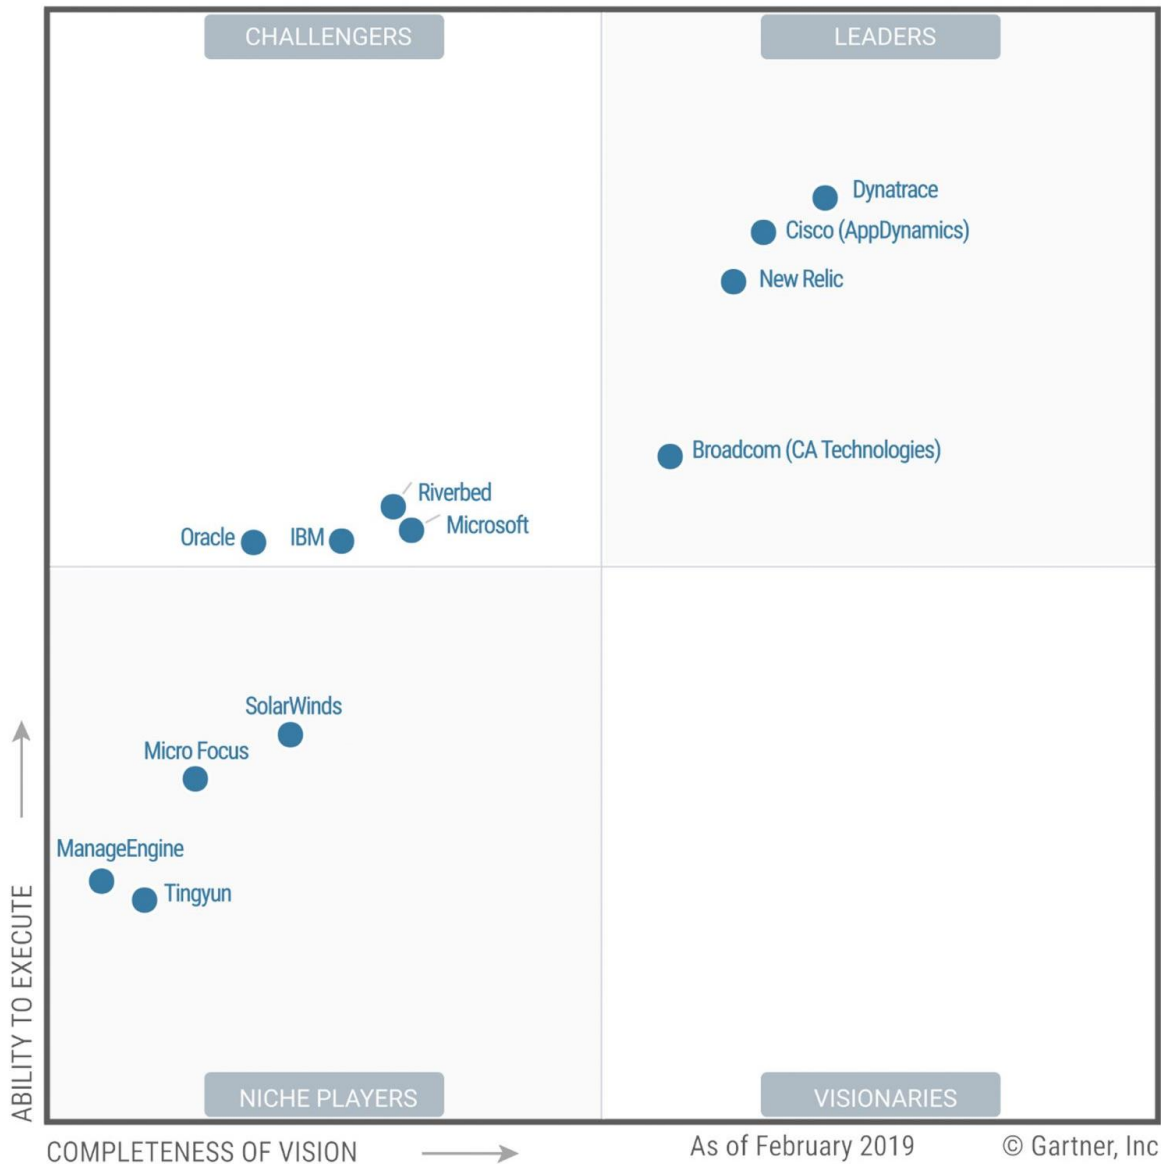 CHALLENGERS
LEADERS
Dynatrace
Cisco (AppDynamics)
New Relic
Broadcom (CA Technologies)
Riverbed
Microsoft
Oracle
IBM
SolarWinds
Micro Focus
ManageEngine
Tingyun
ABILITY TO EXECUTE
NICHE PLAYERS
VISIONARIES
COMPLETENESS OF VISION
As of February 2019
© Gartner, Inc